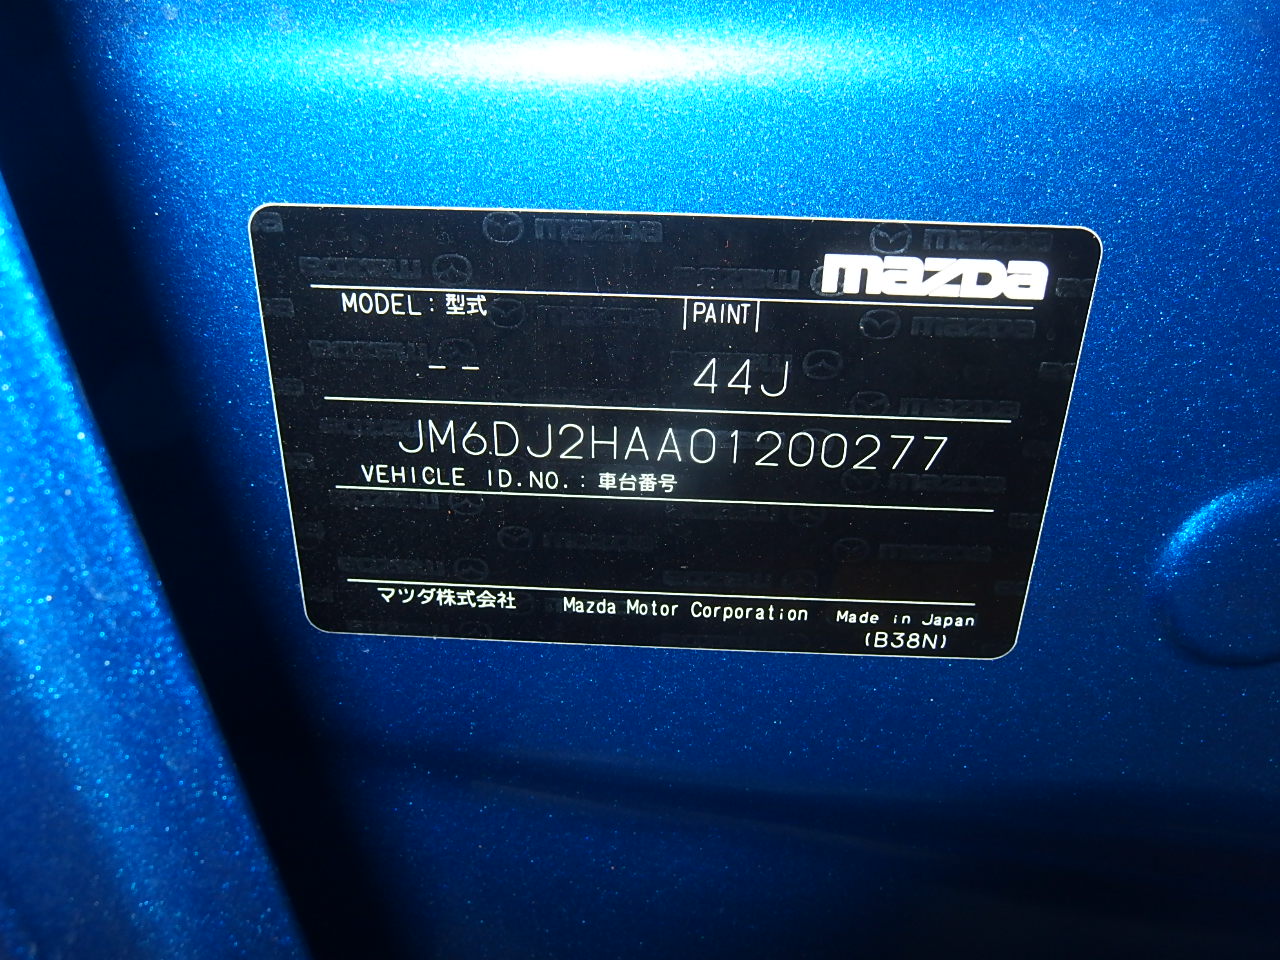 mazda
MODEL : 型式
PAINT
--
44J
JM6DJ2HAA01200277
VEHICLE ID.NO. : 車台番号
マツダ株式会社 Mazda Motor Corporation Made in Japan
(B38N)